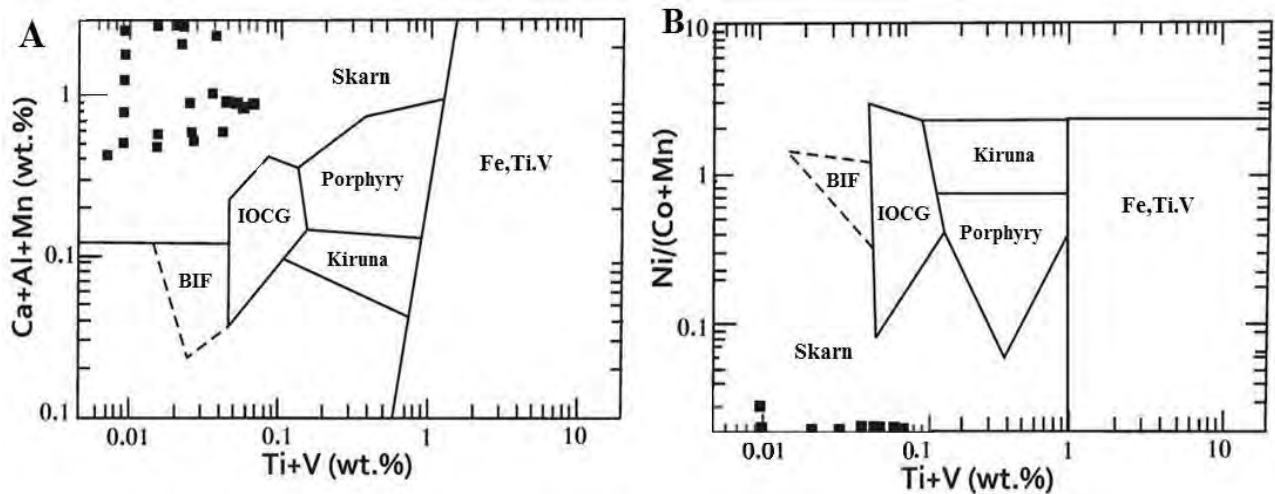 A
Ca+Al+Mn (wt.%)
1
0.1
0.1
Skarn
Porphyry
IOCG
Kiruna
BIF
Fe,Ti.V
0.01
0.1
1
10
Ti+V (wt.%)
B
Ni/(Co+Mn)
10
1
0.1
Kiruna
BIF
IOCG
Porphyry
Fe,Ti.V
Skarn
0.01
0.1
1
10
Ti+V (wt.%)